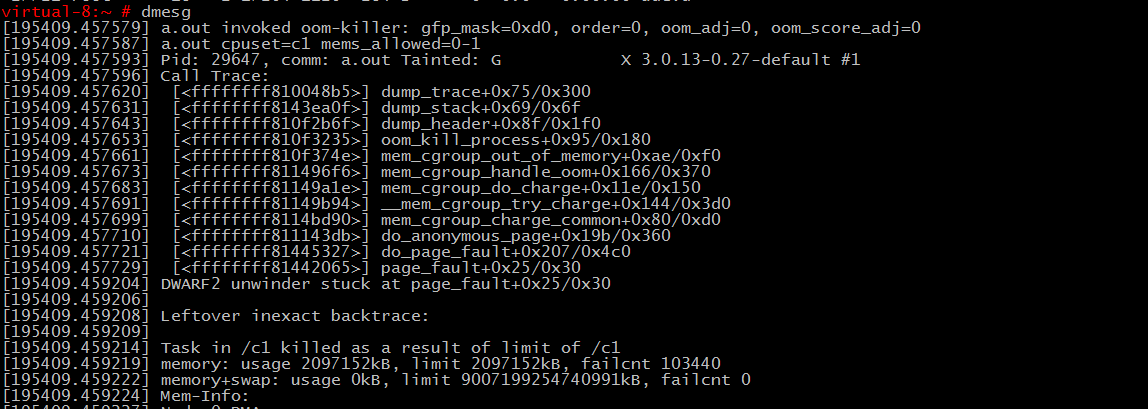 virtual-8:~ # dmesg
[195409.457579] a.out invoked oom-killer: gfp_mask=0xd0, order=0, oom_adj=0, oom_score_adj=0
[195409.457587] a.out cpuset=c1 mems_allowed=0-1
[195409.457593] Pid: 29647, comm: a.out Tainted: G            X 3.0.13-0.27-default #1
[195409.457596] Call Trace:
[195409.457620]  [<ffffffff810048b5>] dump_trace+0x75/0x300
[195409.457631]  [<ffffffff8143ea0f>] dump_stack+0x69/0x6f
[195409.457643]  [<ffffffff810f2b6f>] dump_header+0x8f/0x1f0
[195409.457653]  [<ffffffff810f3235>] oom_kill_process+0x95/0x180
[195409.457661]  [<ffffffff810f374e>] mem_cgroup_out_of_memory+0xae/0xf0
[195409.457673]  [<ffffffff811496f6>] mem_cgroup_handle_oom+0x166/0x370
[195409.457683]  [<ffffffff81149a1e>] mem_cgroup_do_charge+0x11e/0x150
[195409.457691]  [<ffffffff81149b94>] __mem_cgroup_try_charge+0x144/0x3d0
[195409.457699]  [<ffffffff8114bd90>] mem_cgroup_charge_common+0x80/0xd0
[195409.457710]  [<ffffffff811143db>] do_anonymous_page+0x19b/0x360
[195409.457721]  [<ffffffff81445327>] do_page_fault+0x207/0x4c0
[195409.457729]  [<ffffffff81442065>] page_fault+0x25/0x30
[195409.459204] DWARF2 unwinder stuck at page_fault+0x25/0x30
[195409.459206]
[195409.459208] Leftover inexact backtrace:
[195409.459209]
[195409.459214] Task in /c1 killed as a result of limit of /c1
[195409.459219] memory: usage 2097152kB, limit 2097152kB, failcnt 103440
[195409.459222] memory+swap: usage 0kB, limit 9007199254740991kB, failcnt 0
[195409.459224] Mem-Info: